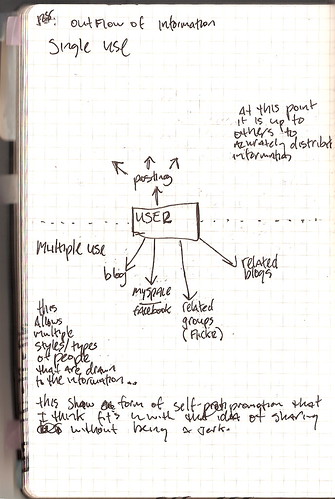 outflow of information
Single use
At this point
it is up to
others to
accurately distribute
information
posting
USER
Multiple use
blog
myspace
facebook
related
groups
(Flickr)
related
blogs
this
allows
multiple
styles/types
of people
that are drawn
to the information...
this show form of self promotion that
I think fits in with the idea of sharing
without being a jerk.